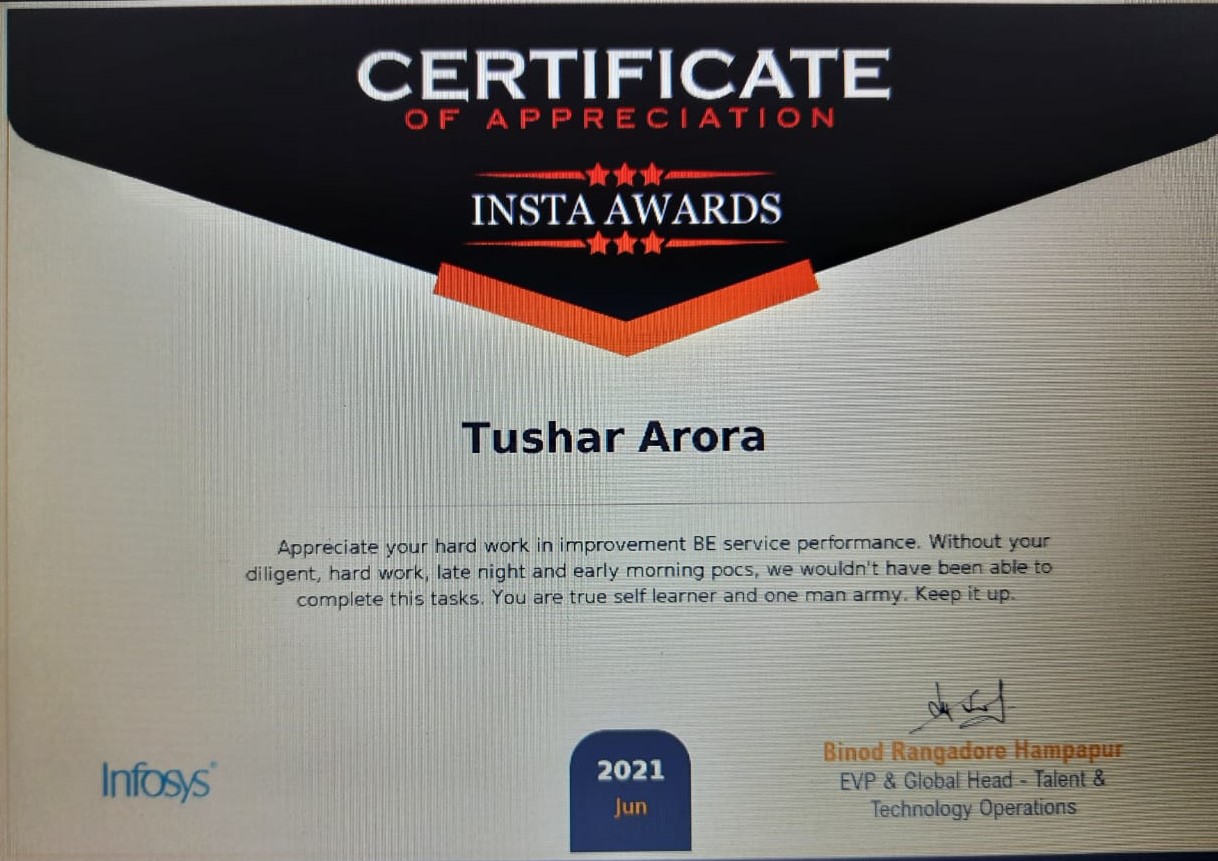 CERTIFICATE
OF APPRECIATION
INSTA AWARDS
Tushar Arora
Appreciate your hard work in improvement BE service performance. Without your
diligent, hard work, late night and early morning pocs, we wouldn't have been able to
complete this tasks. You are true self learner and one man army. Keep it up.
Infosys®
2021
Jun
Binod Rangadore Hampapur
EVP & Global Head - Talent &
Technology Operations